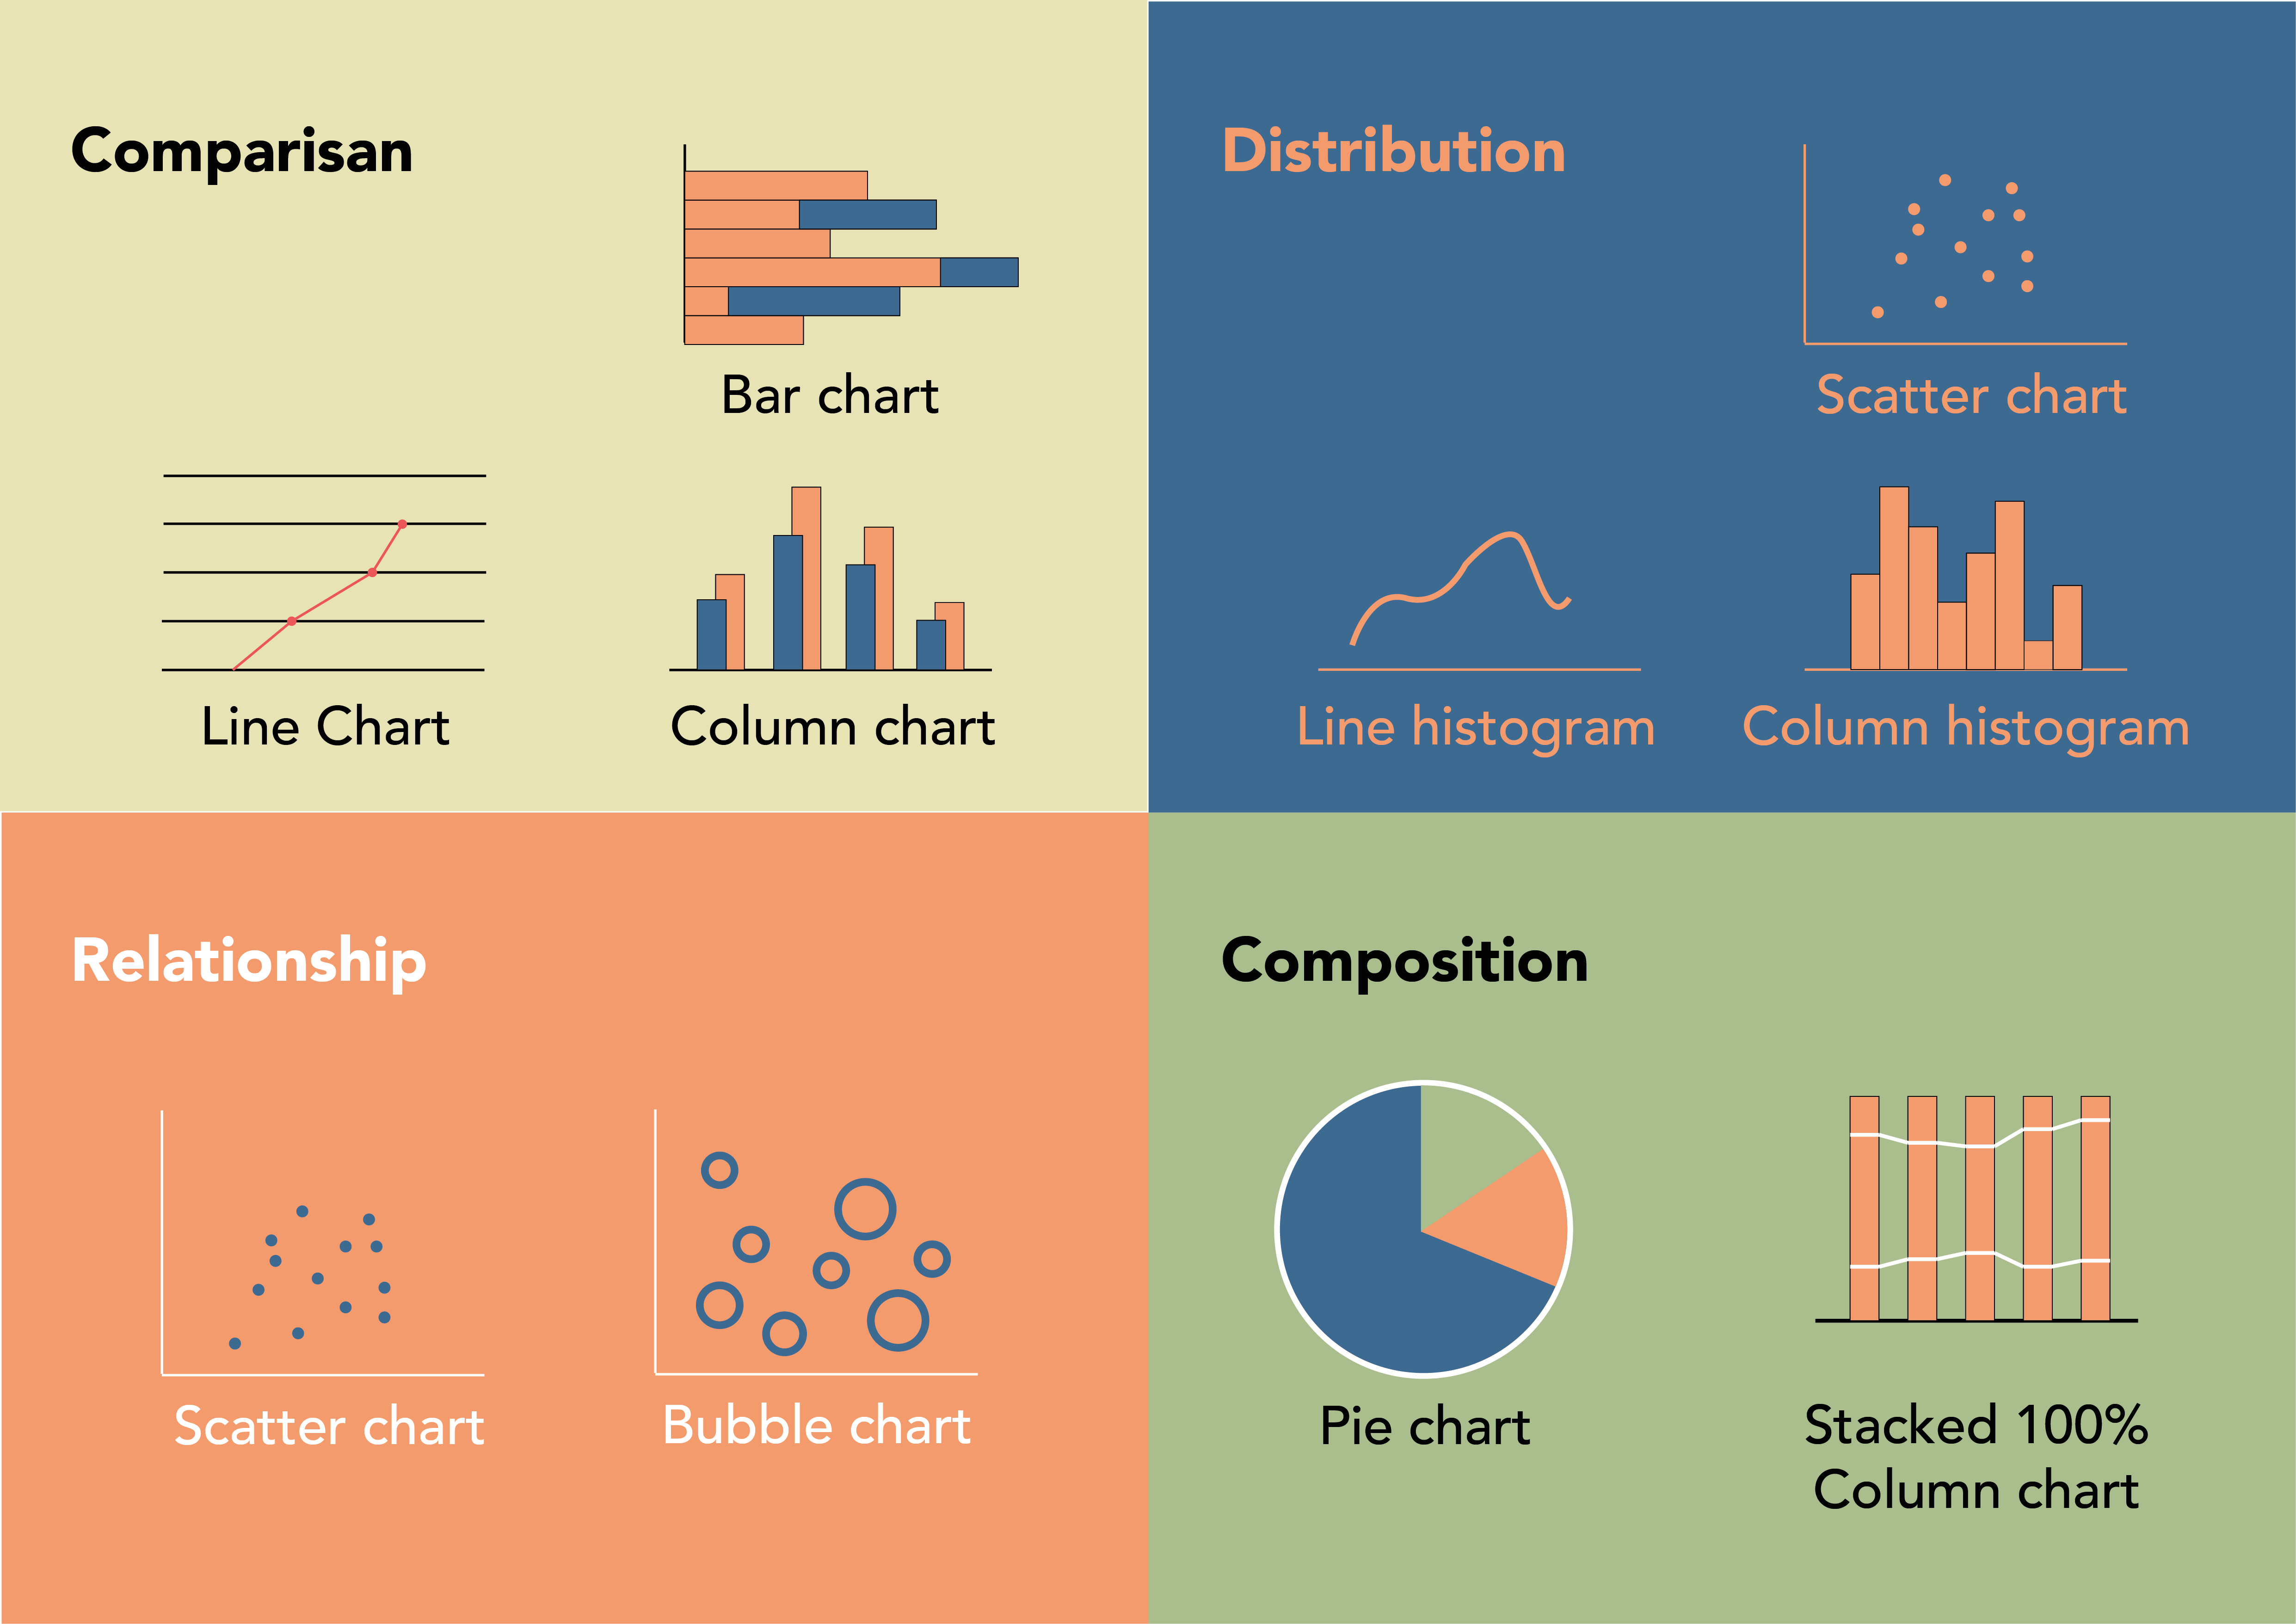 Comparisan
Bar chart
Line Chart
Column chart
Distribution
Scatter chart
Line histogram
Column histogram
Relationship
Scatter chart
Bubble chart
Composition
Pie chart
Stacked 100%
Column chart